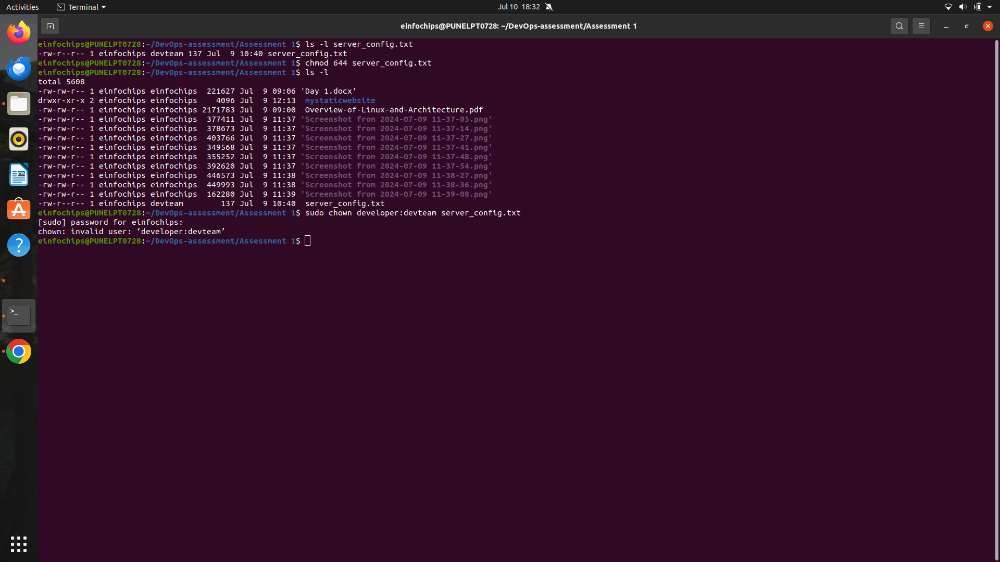 Activities Terminal Jul 10 18:32
einfochips@PUNELPT0728: ~/DevOps-assessment/Assessment 1
einfochips@PUNELPT0728:~/DevOps-assessment/Assessment 1$ ls -l server_config.txt
-rw-r--r-- 1 einfochips devteam 137 Jul  9 10:40 server_config.txt
einfochips@PUNELPT0728:~/DevOps-assessment/Assessment 1$ chmod 644 server_config.txt
einfochips@PUNELPT0728:~/DevOps-assessment/Assessment 1$ ls -l
total 5608
-rw-rw-r-- 1 einfochips einfochips  221627 Jul  9 09:06 'Day 1.docx'
drwxr-xr-x 2 einfochips einfochips    4096 Jul  9 12:13  mystaticwebsite
-rw-rw-r-- 1 einfochips einfochips 2171783 Jul  9 09:00  Overview-of-Linux-and-Architecture.pdf
-rw-rw-r-- 1 einfochips einfochips  377411 Jul  9 11:37 'Screenshot from 2024-07-09 11-37-05.png'
-rw-rw-r-- 1 einfochips einfochips  378673 Jul  9 11:37 'Screenshot from 2024-07-09 11-37-14.png'
-rw-rw-r-- 1 einfochips einfochips  403766 Jul  9 11:37 'Screenshot from 2024-07-09 11-37-27.png'
-rw-rw-r-- 1 einfochips einfochips  349568 Jul  9 11:37 'Screenshot from 2024-07-09 11-37-41.png'
-rw-rw-r-- 1 einfochips einfochips  355252 Jul  9 11:37 'Screenshot from 2024-07-09 11-37-48.png'
-rw-rw-r-- 1 einfochips einfochips  392620 Jul  9 11:37 'Screenshot from 2024-07-09 11-37-54.png'
-rw-rw-r-- 1 einfochips einfochips  446573 Jul  9 11:38 'Screenshot from 2024-07-09 11-38-27.png'
-rw-rw-r-- 1 einfochips einfochips  449993 Jul  9 11:38 'Screenshot from 2024-07-09 11-38-36.png'
-rw-rw-r-- 1 einfochips einfochips  162280 Jul  9 11:39 'Screenshot from 2024-07-09 11-39-08.png'
-rw-r--r-- 1 einfochips devteam        137 Jul  9 10:40  server_config.txt
einfochips@PUNELPT0728:~/DevOps-assessment/Assessment 1$ sudo chown developer:devteam server_config.txt
[sudo] password for einfochips:
chown: invalid user: ‘developer:devteam’
einfochips@PUNELPT0728:~/DevOps-assessment/Assessment 1$